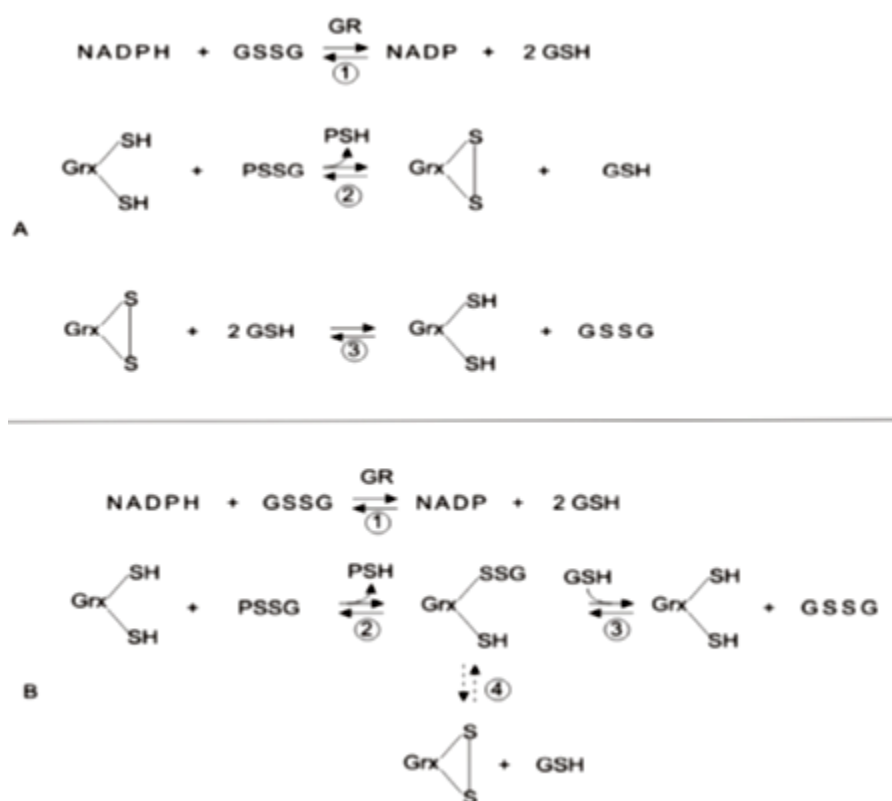 GR
NADPH + GSSG NADP + 2 GSH
①
SH PSH S
Grx + PSSG Grx + GSH
SH ② S
A
S SH
Grx + 2 GSH Grx + GSSG
S ③ SH
GR
NADPH + GSSG NADP + 2 GSH
①
SH PSH SSG GSH SH
Grx + PSSG Grx Grx + GSSG
SH ② SH ③ SH
B
④
S
Grx + GSH
S